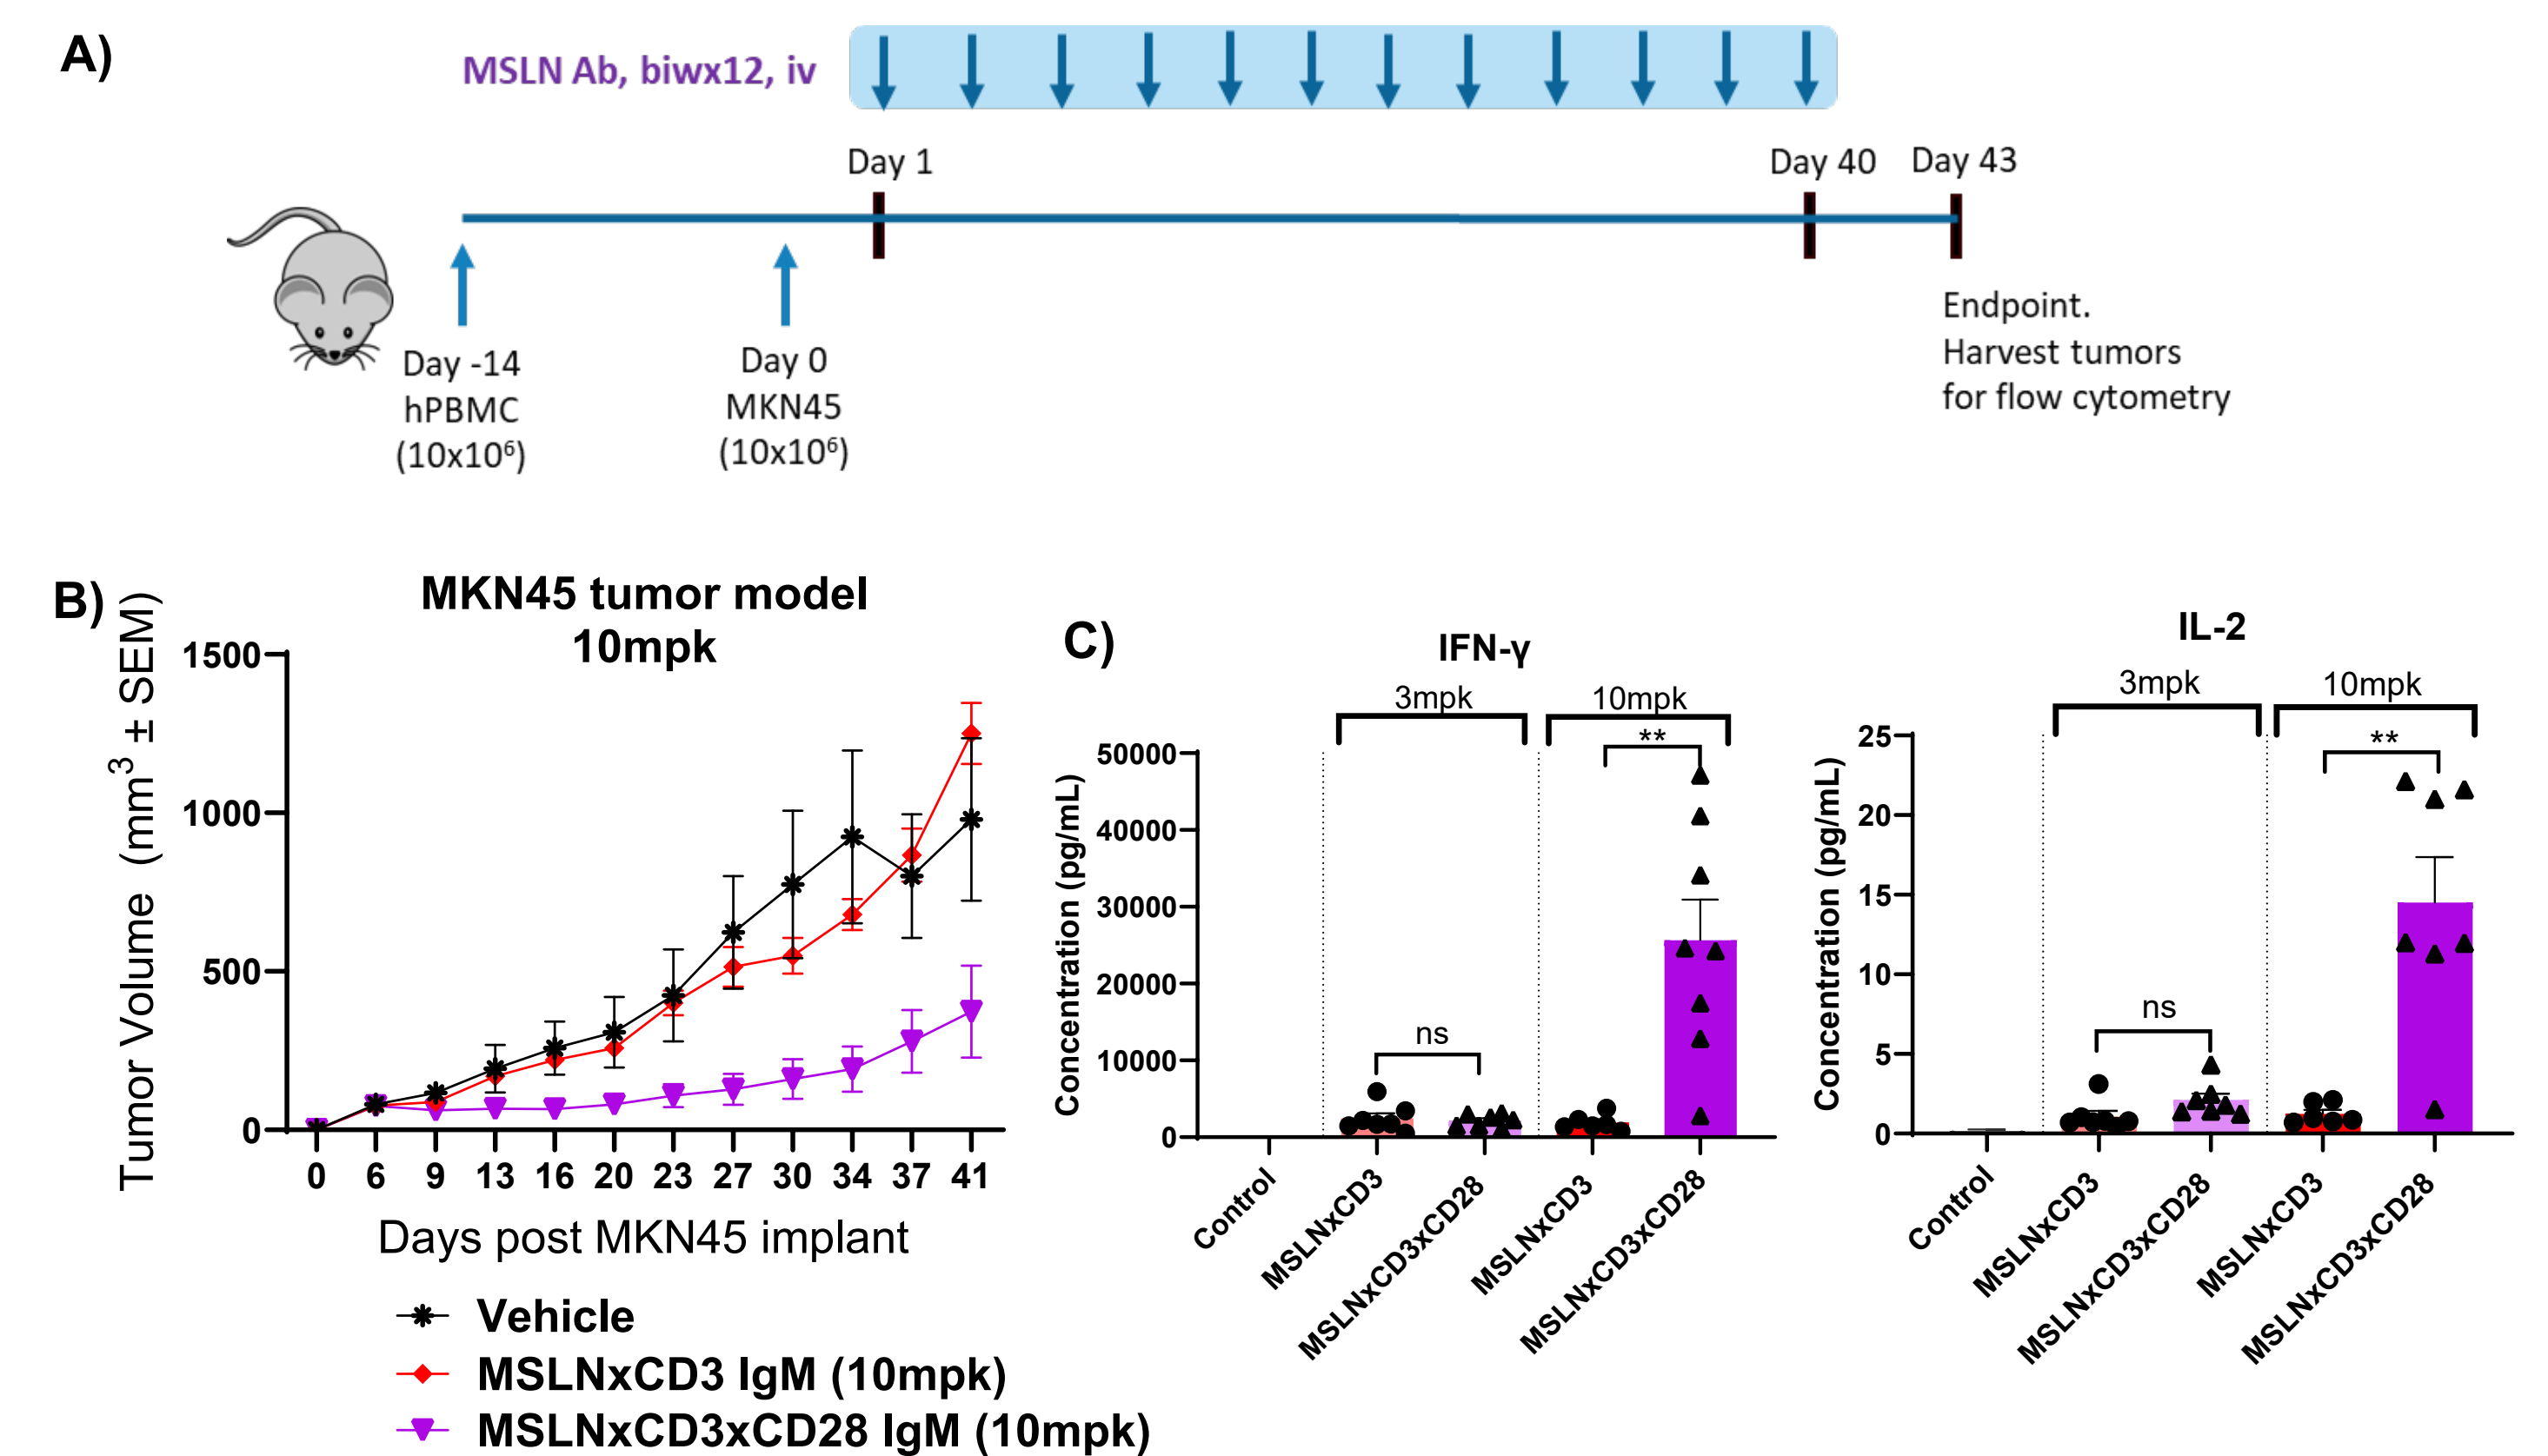 A)
MSLN Ab, biwx12, iv
Day 1
Day 40
Day 43
Day -14
hPBMC
(10x10⁶)
Day 0
MKN45
(10x10⁶)
Endpoint.
Harvest tumors
for flow cytometry
B)
MKN45 tumor model
10mpk
Tumor Volume (mm³ ± SEM)
1500
1000
500
0
0 6 9 13 16 20 23 27 30 34 37 41
Days post MKN45 implant
Vehicle
MSLNxCD3 IgM (10mpk)
MSLNxCD3xCD28 IgM (10mpk)
C)
IFN-γ
3mpk
10mpk
**
ns
Concentration (pg/mL)
50000
40000
30000
20000
10000
0
Control
MSLNxCD3
MSLNxCD3xCD28
MSLNxCD3
MSLNxCD3xCD28
IL-2
3mpk
10mpk
**
ns
Concentration (pg/mL)
25
20
15
10
5
0
Control
MSLNxCD3
MSLNxCD3xCD28
MSLNxCD3
MSLNxCD3xCD28